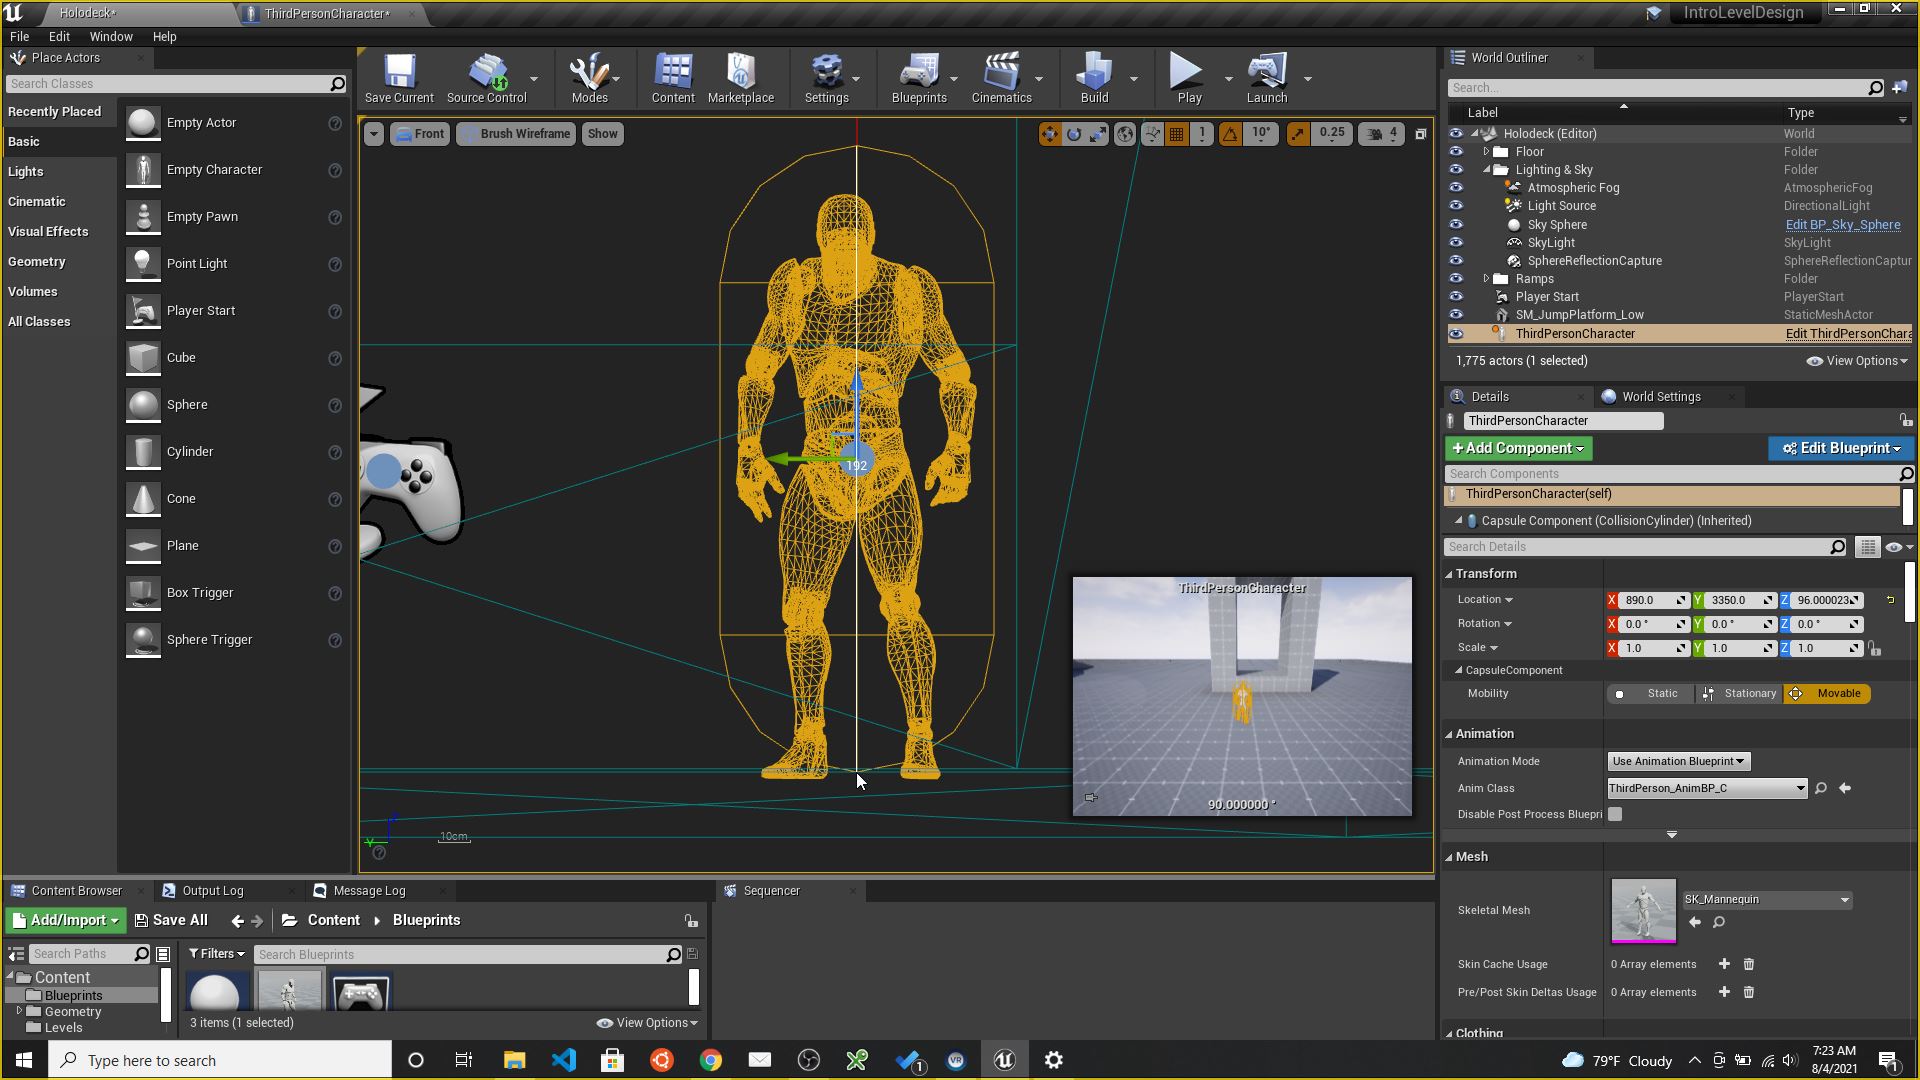 Holodeck*
ThirdPersonCharacter*
IntroLevelDesign
File Edit Window Help
Place Actors
Search Classes
Recently Placed
Basic
Lights
Cinematic
Visual Effects
Geometry
Volumes
All Classes
Empty Actor
Empty Character
Empty Pawn
Point Light
Player Start
Cube
Sphere
Cylinder
Cone
Plane
Box Trigger
Sphere Trigger
Save Current Source Control Modes Content Marketplace Settings Blueprints Cinematics Build Play Launch
Front Brush Wireframe Show
1 10° 0.25 4
192
10cm
ThirdPersonCharacter
90.000000 °
World Outliner
Search...
Label Type
Holodeck (Editor) World
Floor Folder
Lighting & Sky Folder
Atmospheric Fog AtmosphericFog
Light Source DirectionalLight
Sky Sphere Edit BP_Sky_Sphere
SkyLight SkyLight
SphereReflectionCapture SphereReflectionCaptur
Ramps Folder
Player Start PlayerStart
SM_JumpPlatform_Low StaticMeshActor
ThirdPersonCharacter Edit ThirdPersonChara
1,775 actors (1 selected) View Options
Details World Settings
ThirdPersonCharacter
+Add Component Edit Blueprint
Search Components
ThirdPersonCharacter(self)
Capsule Component (CollisionCylinder) (Inherited)
Search Details
Transform
Location X 890.0 Y 3350.0 Z 96.000023
Rotation X 0.0 ° Y 0.0 ° Z 0.0 °
Scale X 1.0 Y 1.0 Z 1.0
CapsuleComponent
Mobility Static Stationary Movable
Animation
Animation Mode Use Animation Blueprint
Anim Class ThirdPerson_AnimBP_C
Disable Post Process Bluepri
Mesh
Skeletal Mesh SK_Mannequin
Skin Cache Usage 0 Array elements
Pre/Post Skin Deltas Usage 0 Array elements
Clothing
Content Browser Output Log Message Log Sequencer
Add/Import Save All Content Blueprints
Search Paths Filters Search Blueprints
Content
Blueprints
Geometry
Levels
3 items (1 selected) View Options
Type here to search
1
VR
79°F Cloudy
7:23 AM
8/4/2021
1